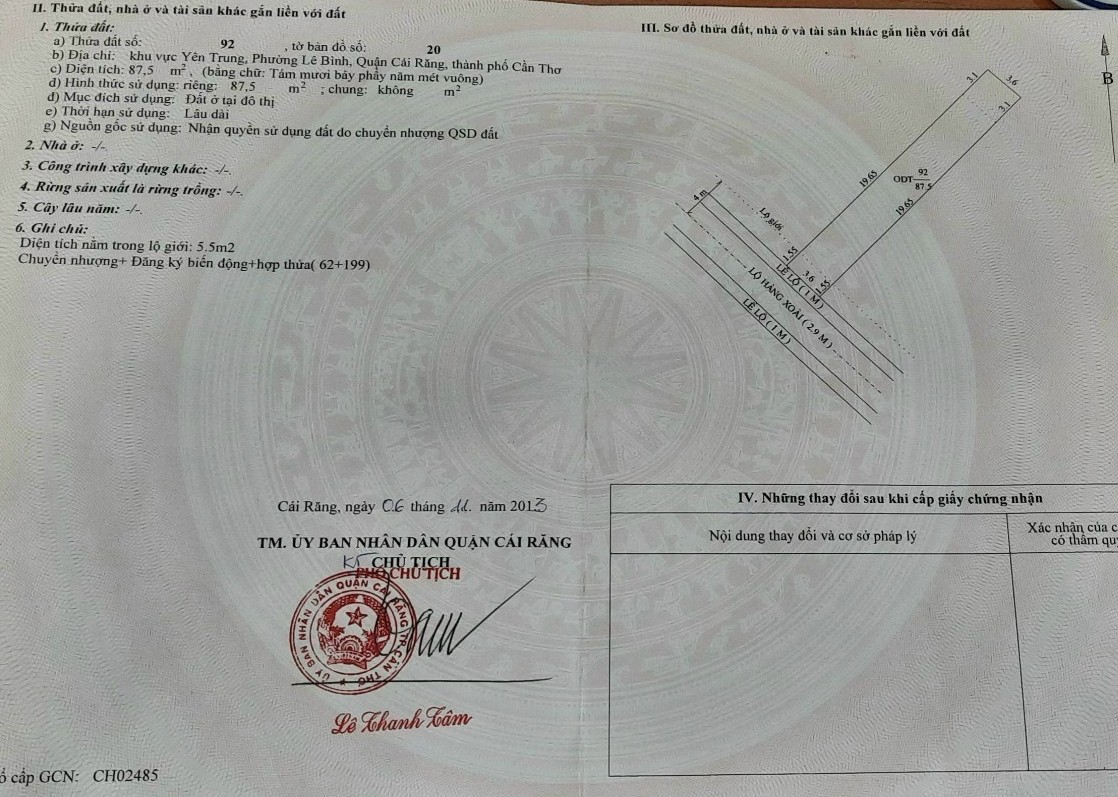 II. Thửa đất, nhà ở và tài sản khác gắn liền với đất
1. Thửa đất:
a) Thửa đất số: 92 , tờ bản đồ số: 20
b) Địa chỉ: khu vực Yên Trung, Phường Lê Bình, Quận Cái Răng, thành phố Cần Thơ
c) Diện tích: 87,5 m², (bằng chữ: Tám mươi bảy phẩy năm mét vuông)
d) Hình thức sử dụng: riêng: 87,5 m² ; chung: không m²
đ) Mục đích sử dụng: Đất ở tại đô thị
e) Thời hạn sử dụng: Lâu dài
g) Nguồn gốc sử dụng: Nhận quyền sử dụng đất do chuyển nhượng QSD đất
2. Nhà ở: -/-.
3. Công trình xây dựng khác: -/-.
4. Rừng sản xuất là rừng trồng: -/-.
5. Cây lâu năm: -/-.
6. Ghi chú:
Diện tích nằm trong lộ giới: 5.5m2
Chuyển nhượng+ Đăng ký biến động+hợp thửa( 62+199)
III. Sơ đồ thửa đất, nhà ở và tài sản khác gắn liền với đất
B
3.1
3.6
3.1
19.65
ODT 92
87.5
19.65
4 m
Lộ giới
1.55
3.6
1.55
LỀ LỘ ( 1 M )
LỘ HÀNG XOÀI ( 2.9 M )
LỀ LỘ ( 1 M )
Cái Răng, ngày 06 tháng 11. năm 2013
TM. ỦY BAN NHÂN DÂN QUẬN CÁI RĂNG
KT CHỦ TỊCH
PHÓ CHỦ TỊCH
ỦY BAN NHÂN DÂN QUẬN CÁI RĂNG TP.CẦN THƠ
Lê Thanh Tâm
ổ cấp GCN: CH02485
IV. Những thay đổi sau khi cấp giấy chứng nhận
Nội dung thay đổi và cơ sở pháp lý
Xác nhận của c
có thẩm qu